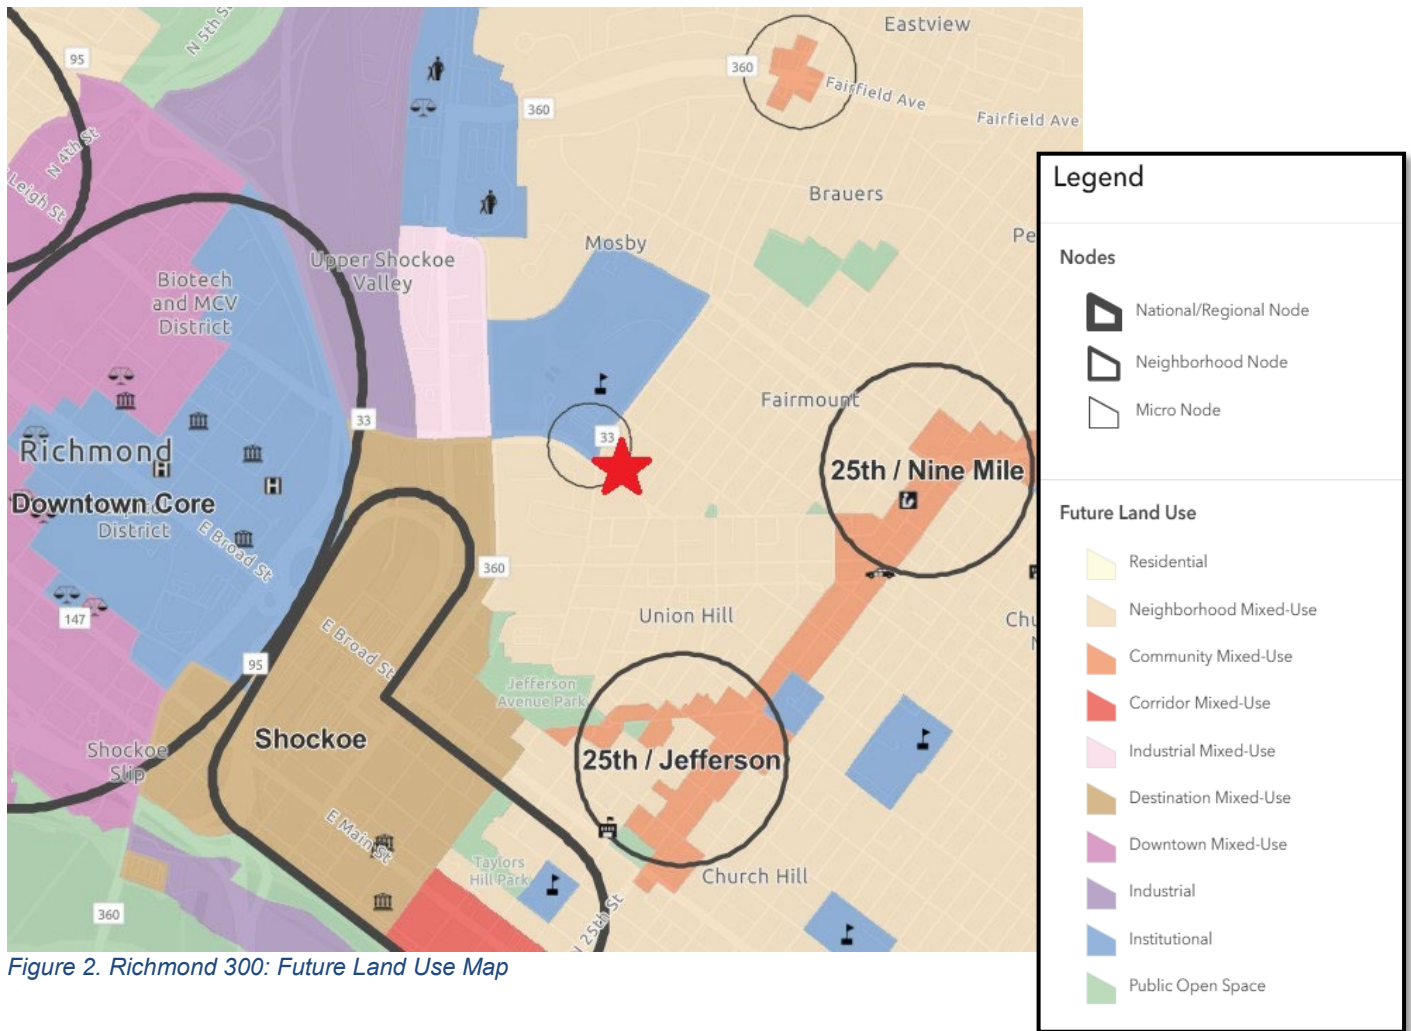 Eastview
N 5th St
95
360
Fairfield Ave
360
Fairfield Ave
N 4th St
Leigh St
Brauers
Pe
Mosby
Upper Shockoe
Valley
Biotech
and MCV
District
Fairmount
33
33
Richmond
25th / Nine Mile
Downtown Core
District
E Broad St
360
Union Hill
Chu
147
E Broad St
95
Jefferson
Avenue Park
Shockoe
Shockoe
Slip
25th / Jefferson
E Main St
Taylors
Hill Park
Church Hill
N 25th St
360
Figure 2. Richmond 300: Future Land Use Map
Legend
Nodes
National/Regional Node
Neighborhood Node
Micro Node
Future Land Use
Residential
Neighborhood Mixed-Use
Community Mixed-Use
Corridor Mixed-Use
Industrial Mixed-Use
Destination Mixed-Use
Downtown Mixed-Use
Industrial
Institutional
Public Open Space